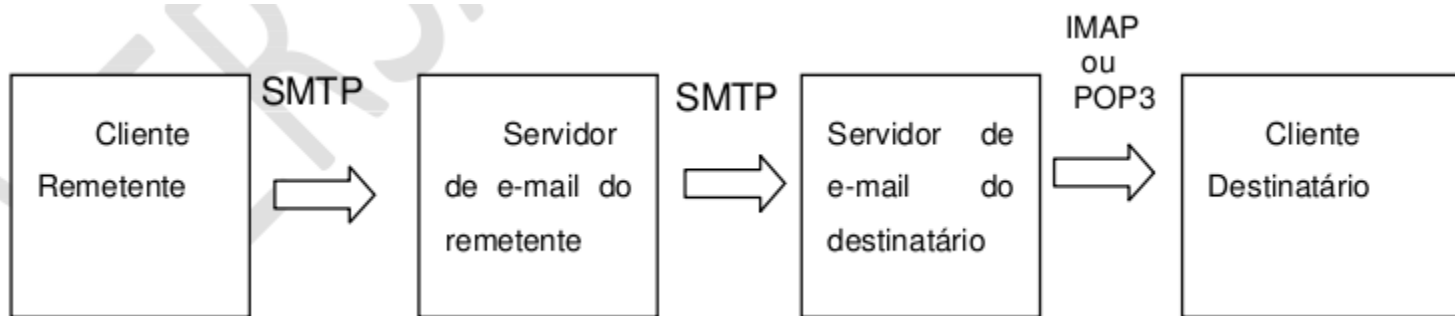 Cliente
Remetente
SMTP
Servidor
de e-mail do
remetente
SMTP
Servidor de
e-mail do
destinatário
IMAP
ou
POP3
Cliente
Destinatário